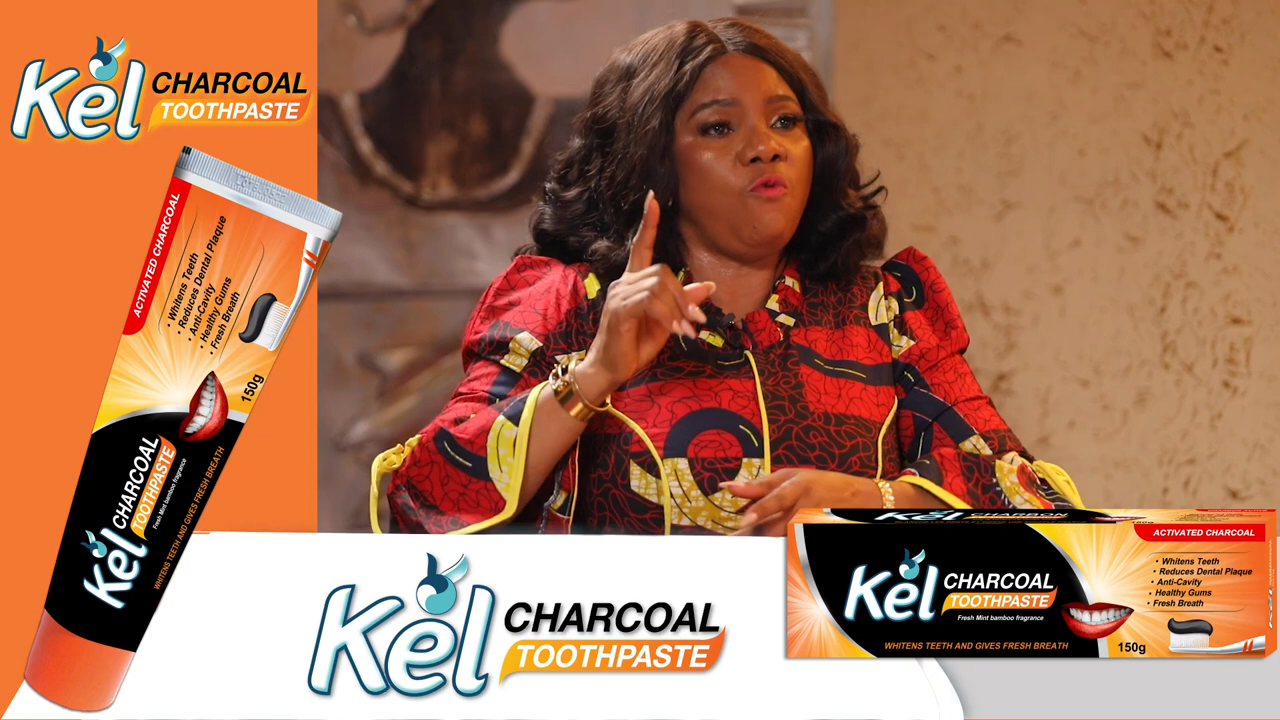 Kel CHARCOAL
TOOTHPASTE
ACTIVATED CHARCOAL
• Whitens Teeth
• Reduces Dental Plaque
• Anti-Cavity
• Healthy Gums
• Fresh Breath
150g
Kel CHARCOAL
TOOTHPASTE
Fresh Mint bamboo fragrance
WHITENS TEETH AND GIVES FRESH BREATH
Kel CHARCOAL
TOOTHPASTE
Kel CHARBON
ACTIVATED CHARCOAL
• Whitens Teeth
• Reduces Dental Plaque
• Anti-Cavity
• Healthy Gums
• Fresh Breath
Kel CHARCOAL
TOOTHPASTE
Fresh Mint bamboo fragrance
WHITENS TEETH AND GIVES FRESH BREATH
150g